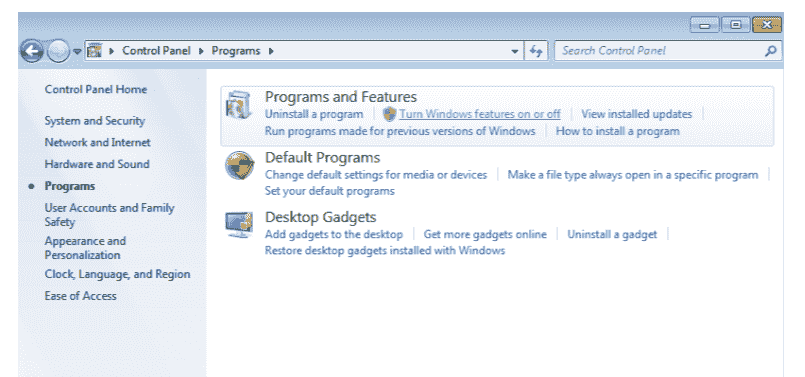 Control Panel Programs
Search Control Panel
Control Panel Home
System and Security
Network and Internet
Hardware and Sound
Programs
User Accounts and Family
Safety
Appearance and
Personalization
Clock, Language, and Region
Ease of Access
Programs and Features
Uninstall a program Turn Windows features on or off View installed updates
Run programs made for previous versions of Windows How to install a program
Default Programs
Change default settings for media or devices Make a file type always open in a specific program
Set your default programs
Desktop Gadgets
Add gadgets to the desktop Get more gadgets online Uninstall a gadget
Restore desktop gadgets installed with Windows